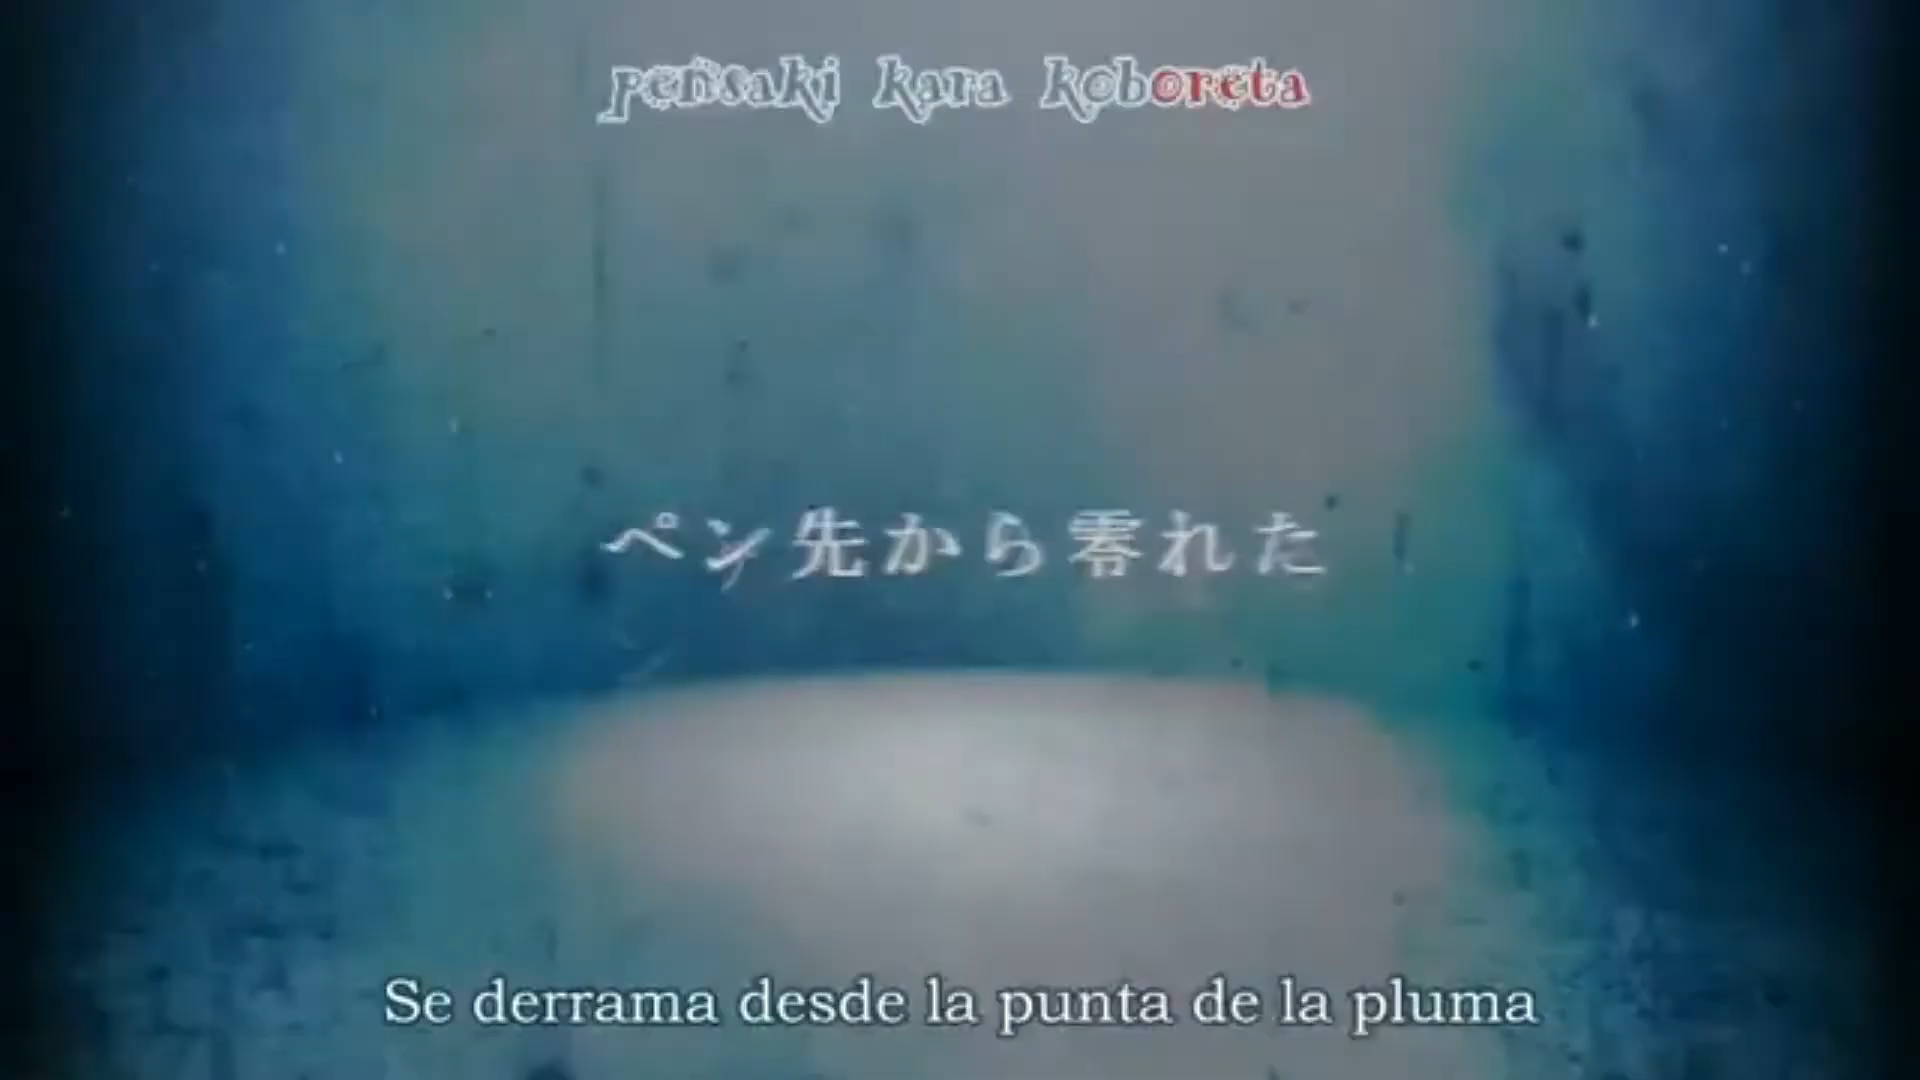 pensaki kara koboreta
ペン先から零れた
Se derrama desde la punta de la pluma